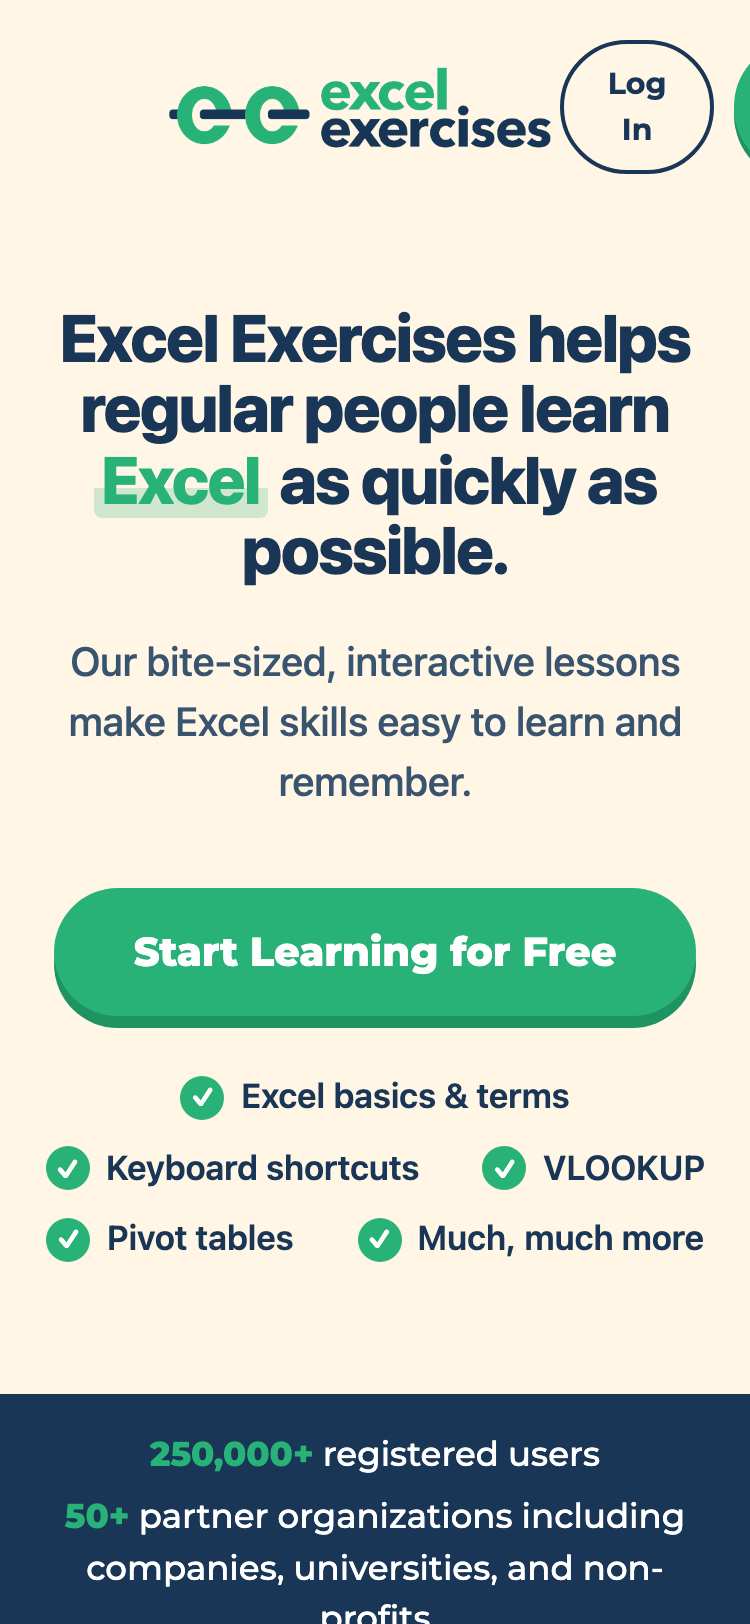 excel
exercises
Log
In
Excel Exercises helps
regular people learn
Excel as quickly as
possible.
Our bite-sized, interactive lessons
make Excel skills easy to learn and
remember.
Start Learning for Free
Excel basics & terms
Keyboard shortcuts
VLOOKUP
Pivot tables
Much, much more
250,000+ registered users
50+ partner organizations including
companies, universities, and non-
profits